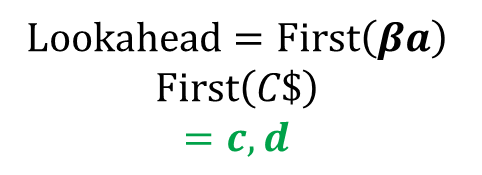 Lookahead = First(βa)
First(C$)
= c, d